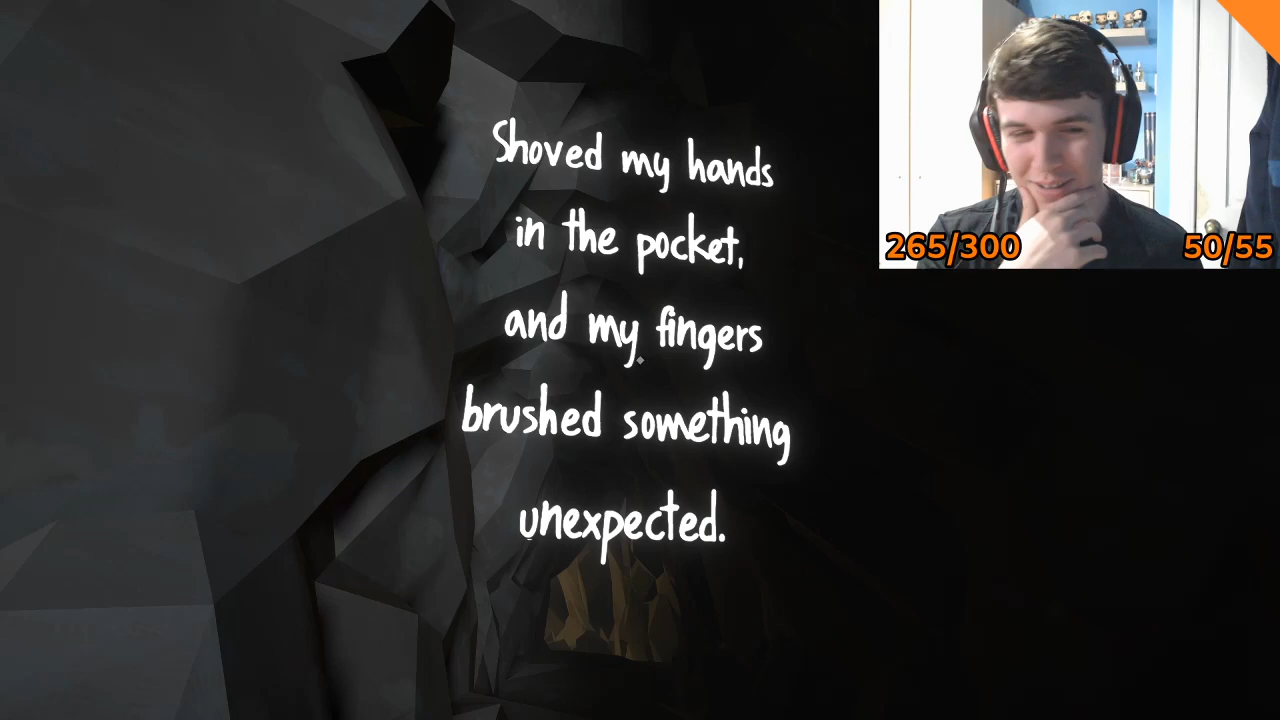 Shoved my hands
in the pocket,
and my fingers
brushed something
unexpected.
265/300
50/55